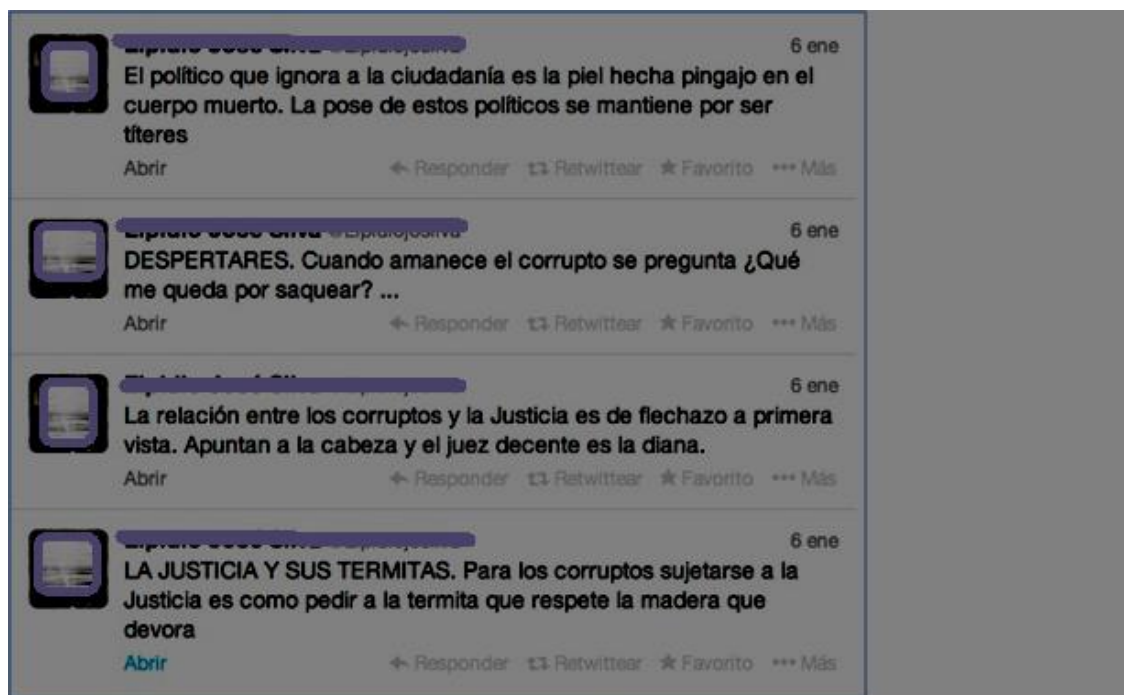 6 ene
El político que ignora a la ciudadanía es la piel hecha pingajo en el
cuerpo muerto. La pose de estos políticos se mantiene por ser
títeres
Abrir Responder Retwittear Favorito Más
6 ene
DESPERTARES. Cuando amanece el corrupto se pregunta ¿Qué
me queda por saquear? ...
Abrir Responder Retwittear Favorito Más
6 ene
La relación entre los corruptos y la Justicia es de flechazo a primera
vista. Apuntan a la cabeza y el juez decente es la diana.
Abrir Responder Retwittear Favorito Más
6 ene
LA JUSTICIA Y SUS TERMITAS. Para los corruptos sujetarse a la
Justicia es como pedir a la termita que respete la madera que
devora
Abrir Responder Retwittear Favorito Más